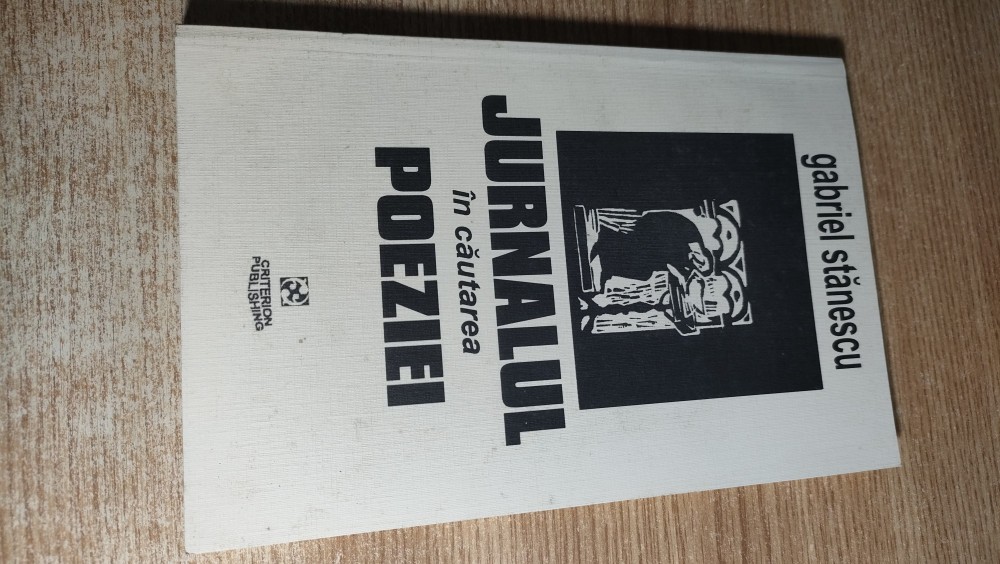 gabriel stănescu
JURNALUL
în căutarea
POEZIEI
CRITERION
PUBLISHING